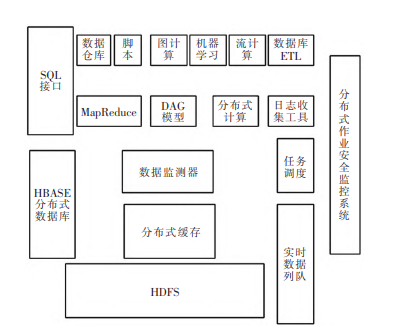 SQL
接口
数据
仓库
脚
本
图计
算
机器
学习
流计
算
数据库
ETL
MapReduce
DAG
模型
分布式
计算
日志收
集工具
分布式作业安全监控系统
HBASE
分布式
数据库
数据监测器
任务
调度
分布式缓存
实时
数据
列队
HDFS